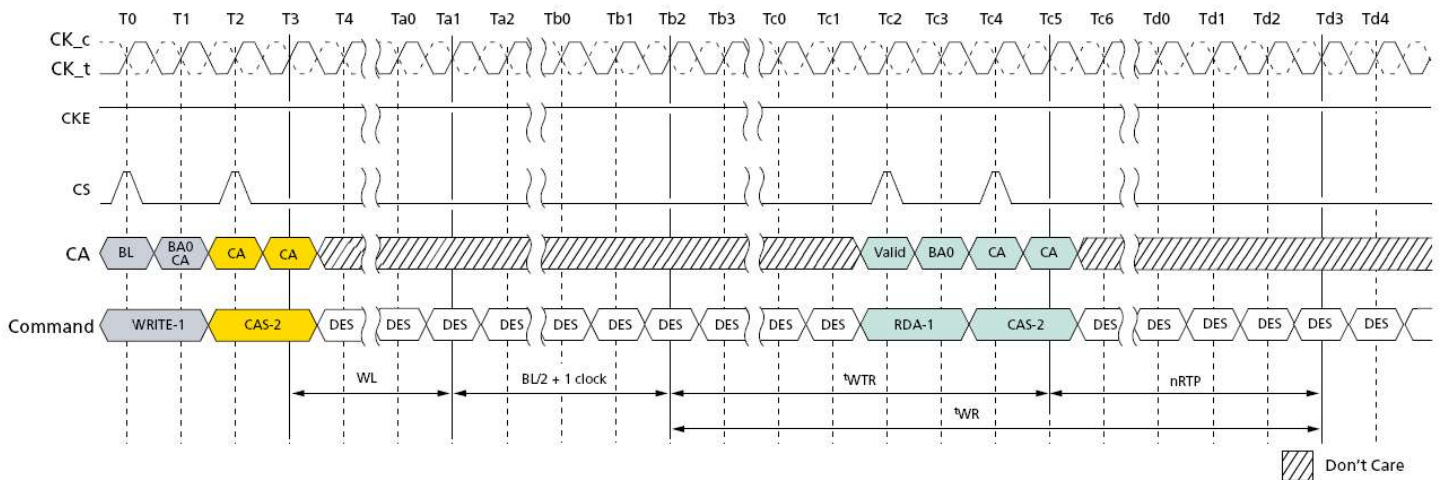 T0 T1 T2 T3 T4 Ta0 Ta1 Ta2 Tb0 Tb1 Tb2 Tb3 Tc0 Tc1 Tc2 Tc3 Tc4 Tc5 Tc6 Td0 Td1 Td2 Td3 Td4
CK_c
CK_t
CKE
CS
CA BL BA0 CA CA CA Valid BA0 CA CA
Command WRITE-1 CAS-2 DES DES DES DES DES DES DES DES DES DES RDA-1 CAS-2 DES DES DES DES DES DES
WL BL/2 + 1 clock tWTR nRTP
tWR
Don't Care